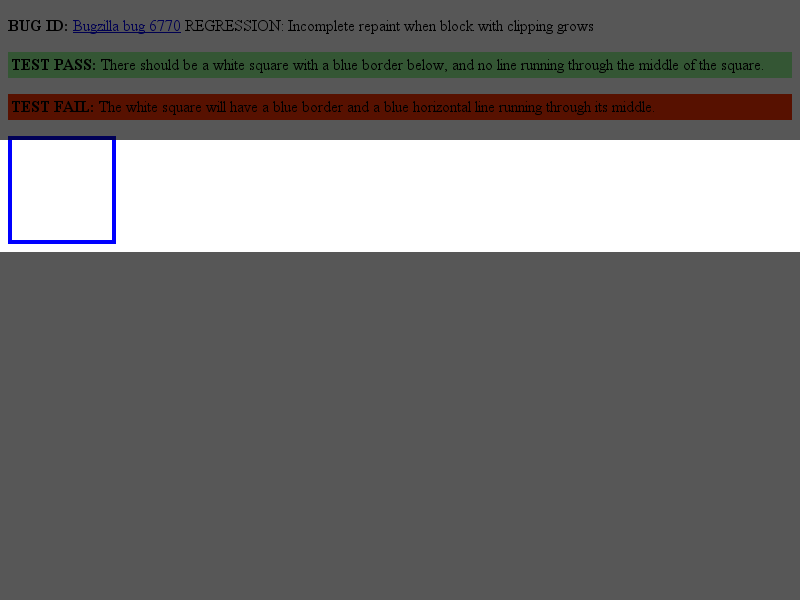 BUG ID: Bugzilla bug 6770 REGRESSION: Incomplete repaint when block with clipping grows
TEST PASS: There should be a white square with a blue border below, and no line running through the middle of the square.
TEST FAIL: The white square will have a blue border and a blue horizontal line running through its middle.